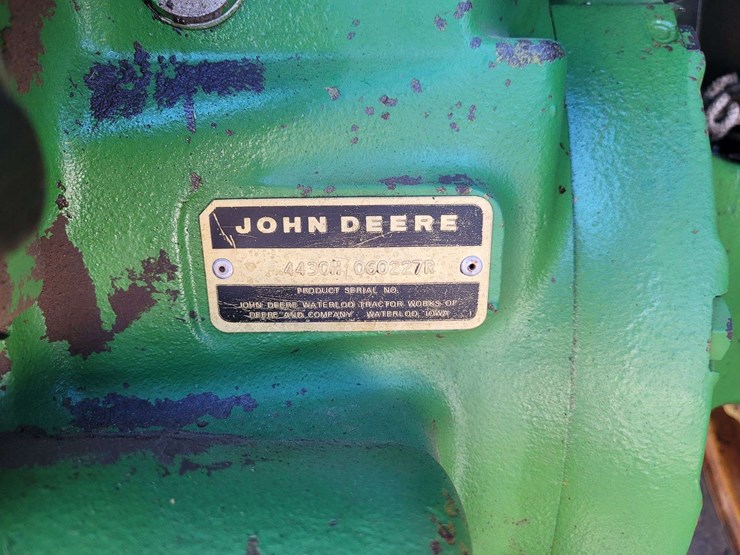 JOHN DEERE
4430H 060227R
PRODUCT SERIAL NO.
JOHN DEERE WATERLOO TRACTOR WORKS OF
DEERE AND COMPANY WATERLOO, IOWA